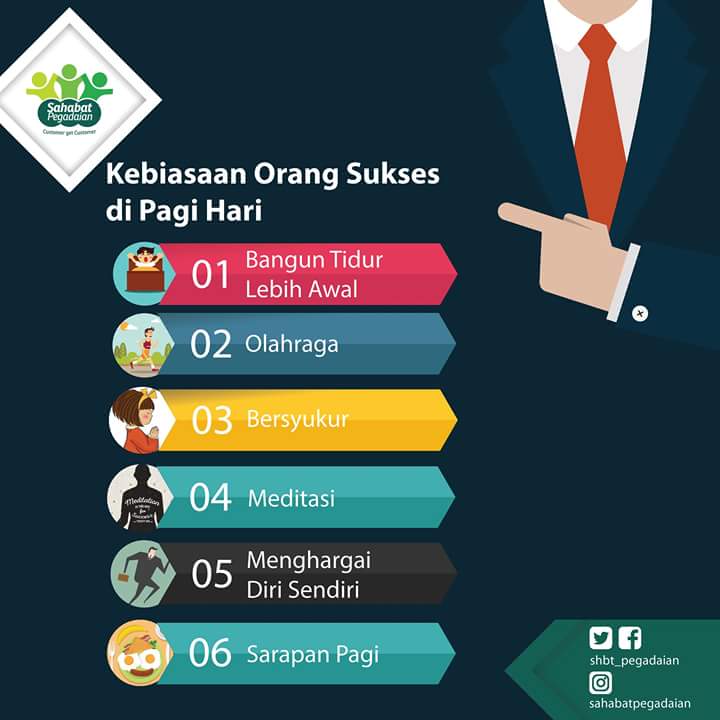 Sahabat
Pegadaian
Customer get Customer
Kebiasaan Orang Sukses
di Pagi Hari
01 Bangun Tidur
Lebih Awal
02 Olahraga
03 Bersyukur
04 Meditasi
Meditation
05 Menghargai
Diri Sendiri
06 Sarapan Pagi
shbt_pegadaian
sahabatpegadaian